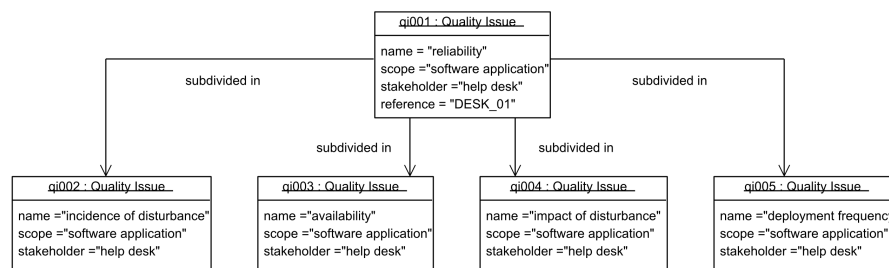 qi001 : Quality Issue
name = "reliability"
scope ="software application"
stakeholder ="help desk"
reference = "DESK_01"
subdivided in
subdivided in
subdivided in
subdivided in
qi002 : Quality Issue
name ="incidence of disturbance"
scope ="software application"
stakeholder ="help desk"
qi003 : Quality Issue
name ="availability"
scope ="software application"
stakeholder ="help desk"
qi004 : Quality Issue
name ="impact of disturbance"
scope ="software application"
stakeholder ="help desk"
qi005 : Quality Issue
name ="deployment frequency
scope ="software application"
stakeholder ="help desk"